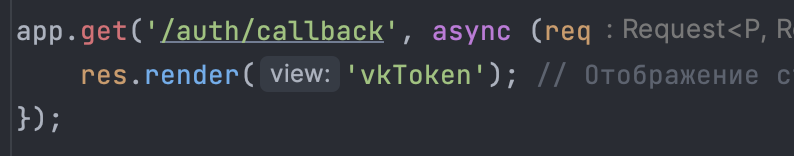 app.get('/auth/callback', async (req : Request<P,
res.render( view: 'vkToken'); // Отображение
});